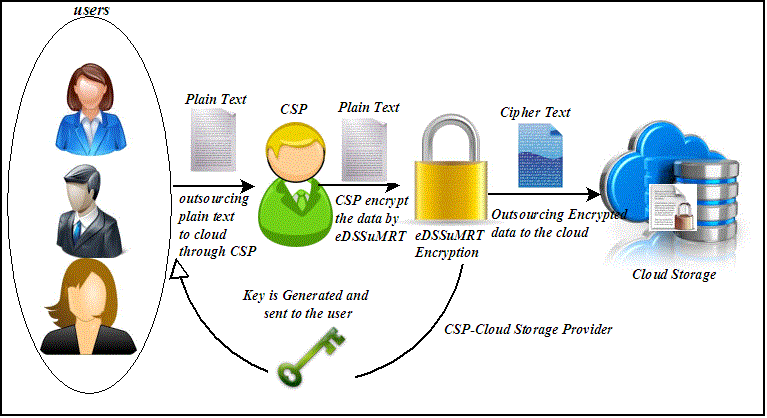 users
Plain Text
CSP
Plain Text
Cipher Text
outsourcing
plain text
to cloud
through CSP
CSP encrypt
the data by
eDSSuMRT
eDSSuMRT
Encryption
Outsourcing Encrypted
data to the cloud
Cloud Storage
Key is Generated and
sent to the user
CSP-Cloud Storage Provider